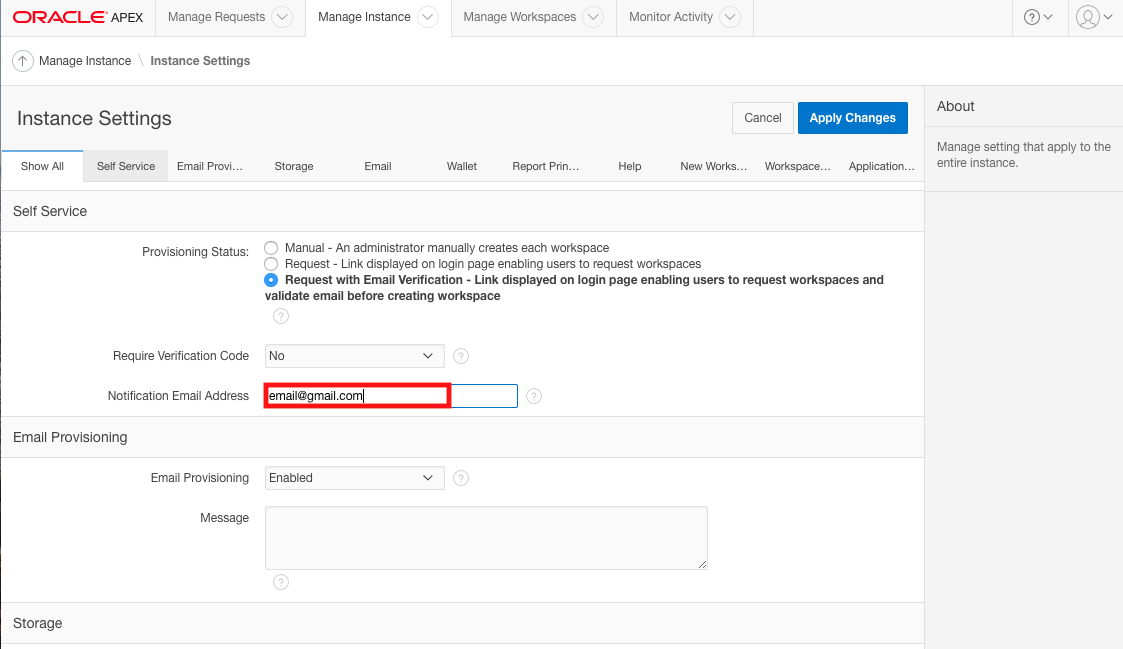 ORACLE APEX
Manage Requests
Manage Instance
Manage Workspaces
Monitor Activity
?
Manage Instance \ Instance Settings
Instance Settings
Cancel
Apply Changes
About
Manage setting that apply to the
entire instance.
Show All
Self Service
Email Provi...
Storage
Email
Wallet
Report Prin...
Help
New Works...
Workspace...
Application...
Self Service
Provisioning Status:
Manual - An administrator manually creates each workspace
Request - Link displayed on login page enabling users to request workspaces
Request with Email Verification - Link displayed on login page enabling users to request workspaces and
validate email before creating workspace
?
Require Verification Code
No
?
Notification Email Address
email@gmail.com
?
Email Provisioning
Email Provisioning
Enabled
?
Message
?
Storage